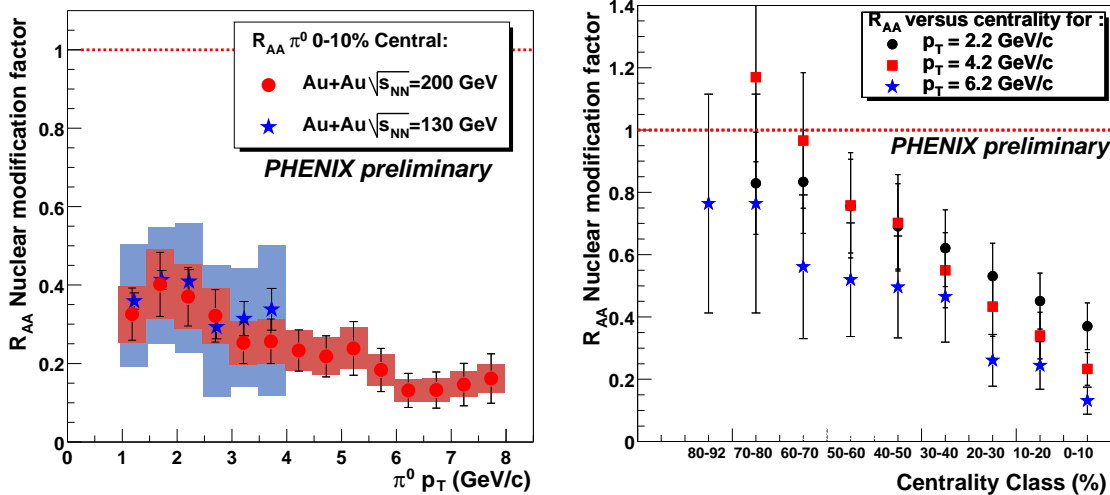 R_AA Nuclear modification factor
1
0.8
0.6
0.4
0.2
0
R_AA π⁰ 0-10% Central:
Au+Au √s_NN=200 GeV
Au+Au √s_NN=130 GeV
PHENIX preliminary
0 1 2 3 4 5 6 7 8
π⁰ p_T (GeV/c)
R_AA Nuclear modification factor
1.4
1.2
1
0.8
0.6
0.4
0.2
0
R_AA versus centrality for :
p_T = 2.2 GeV/c
p_T = 4.2 GeV/c
p_T = 6.2 GeV/c
PHENIX preliminary
80-92 70-80 60-70 50-60 40-50 30-40 20-30 10-20 0-10
Centrality Class (%)